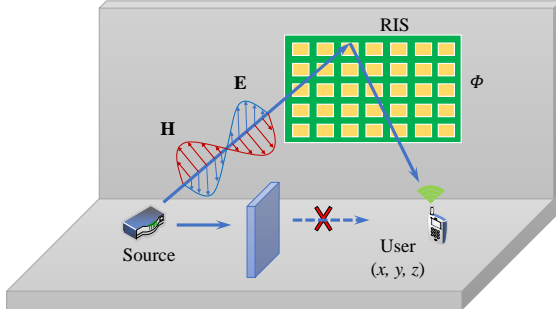 RIS
E
Φ
H
Source
User
(x, y, z)